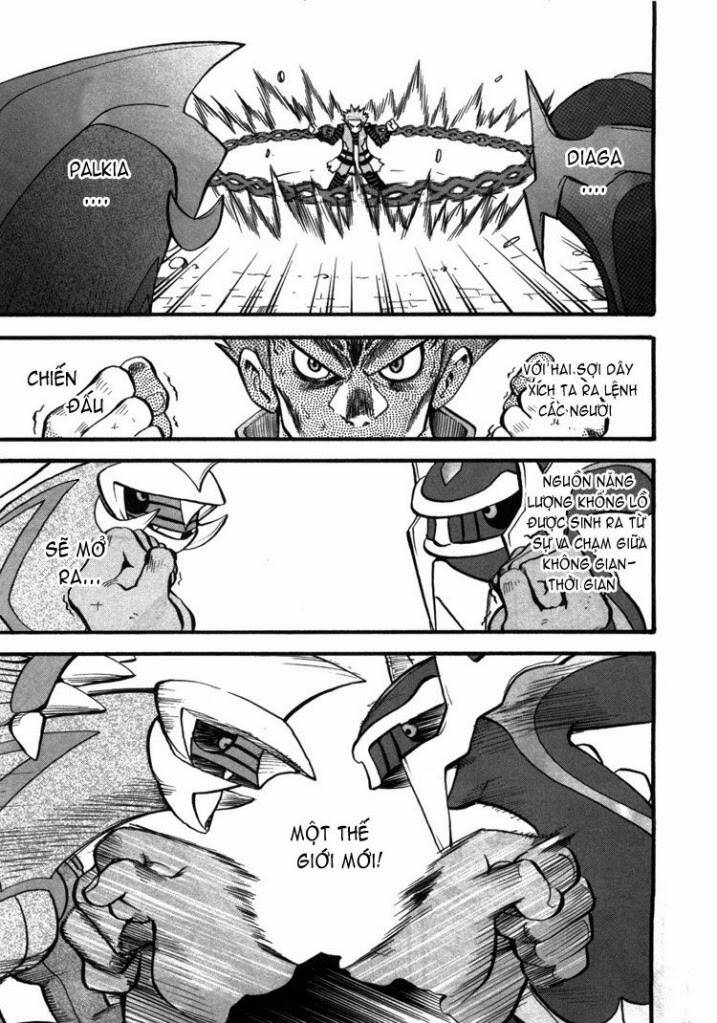 DIAGA
....
PALKIA
....
VỚI HAI SỢI DÂY
XÍCH TA RA LỆNH
CÁC NGƯỜI
CHIẾN
ĐẤU
NGUỒN NĂNG
LƯỢNG KHỔNG LỒ
ĐƯỢC SINH RA TỪ
SỰ VA CHẠM GIỮA
KHÔNG GIAN-
THỜI GIAN
SẼ MỞ
RA...
MỘT THẾ
GIỚI MỚI!